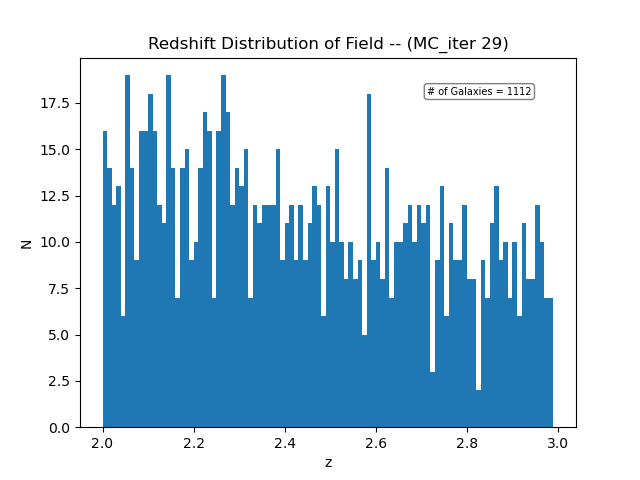 Redshift Distribution of Field -- (MC_iter 29)
# of Galaxies = 1112
17.5
15.0
12.5
10.0
7.5
5.0
2.5
0.0
N
2.0 2.2 2.4 2.6 2.8 3.0
z